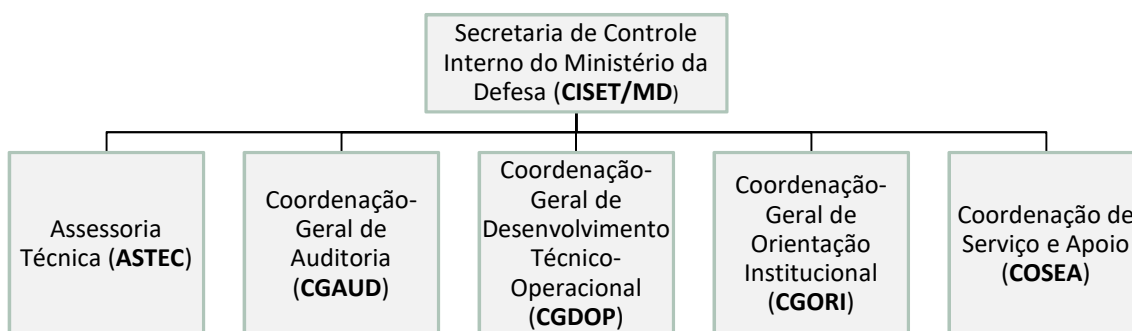 Secretaria de Controle
Interno do Ministério da
Defesa (CISET/MD)
Assessoria
Técnica (ASTEC)
Coordenação-
Geral de
Auditoria
(CGAUD)
Coordenação-
Geral de
Desenvolvimento
Técnico-
Operacional
(CGDOP)
Coordenação-
Geral de
Orientação
Institucional
(CGORI)
Coordenação de
Serviço e Apoio
(COSEA)